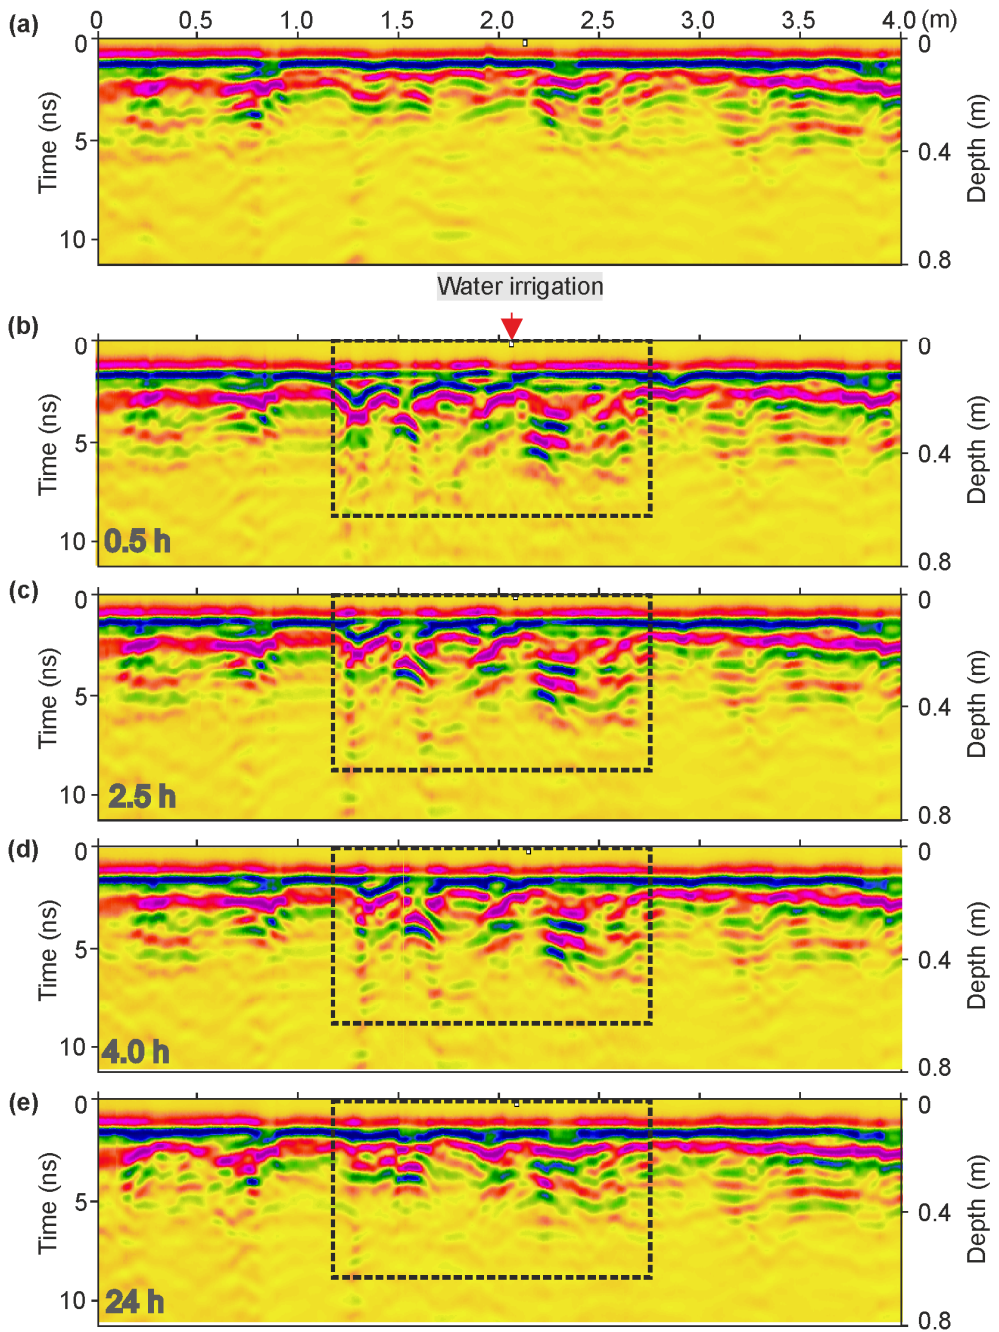 (a) 0 1.0 1.0 1.5 2.0 2.5 3.0 3.5 4.0 (m)
0 0
Time (ns) 5 0.4 Depth (m)
10 0.8
Water irrigation
(b) 0 0
Time (ns) 5 0.4 Depth (m)
10 0.5 h 0.8
(c) 0 0
Time (ns) 5 0.4 Depth (m)
10 2.5 h 0.8
(d) 0 0
Time (ns) 5 0.4 Depth (m)
10 4.0 h 0.8
(e) 0 0
Time (ns) 5 0.4 Depth (m)
10 24 h 0.8